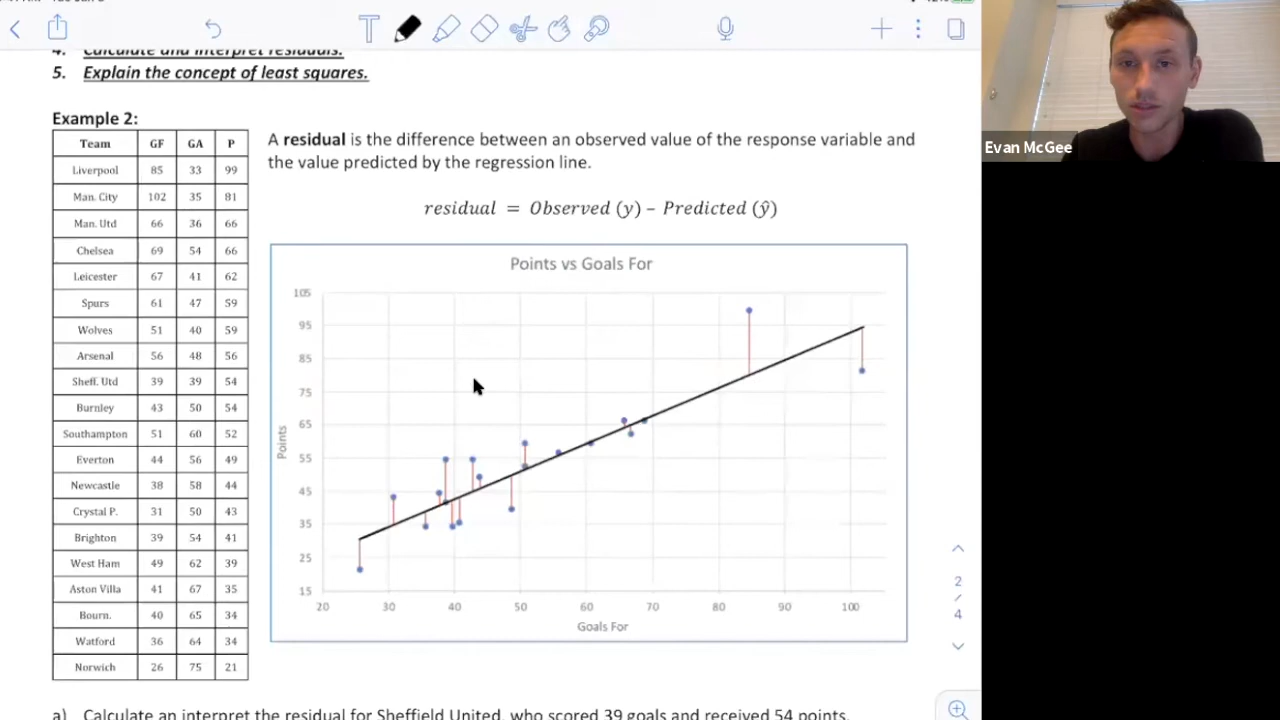 4. Calculate and interpret residuals.
5. Explain the concept of least squares.
Example 2:
Team GF GA P
Liverpool 85 33 99
Man. City 102 35 81
Man. Utd 66 36 66
Chelsea 69 54 66
Leicester 67 41 62
Spurs 61 47 59
Wolves 51 40 59
Arsenal 56 48 56
Sheff. Utd 39 39 54
Burnley 43 50 54
Southampton 51 60 52
Everton 44 56 49
Newcastle 38 58 44
Crystal P. 31 50 43
Brighton 39 54 41
West Ham 49 62 39
Aston Villa 41 67 35
Bourn. 40 65 34
Watford 36 64 34
Norwich 26 75 21
A residual is the difference between an observed value of the response variable and
the value predicted by the regression line.
residual = Observed (y) – Predicted (ŷ)
Points vs Goals For
105
95
85
75
65
55
45
35
25
15
Points
20 30 40 50 60 70 80 90 100
Goals For
2
/
4
a) Calculate an interpret the residual for Sheffield United, who scored 39 goals and received 54 points.
Evan McGee